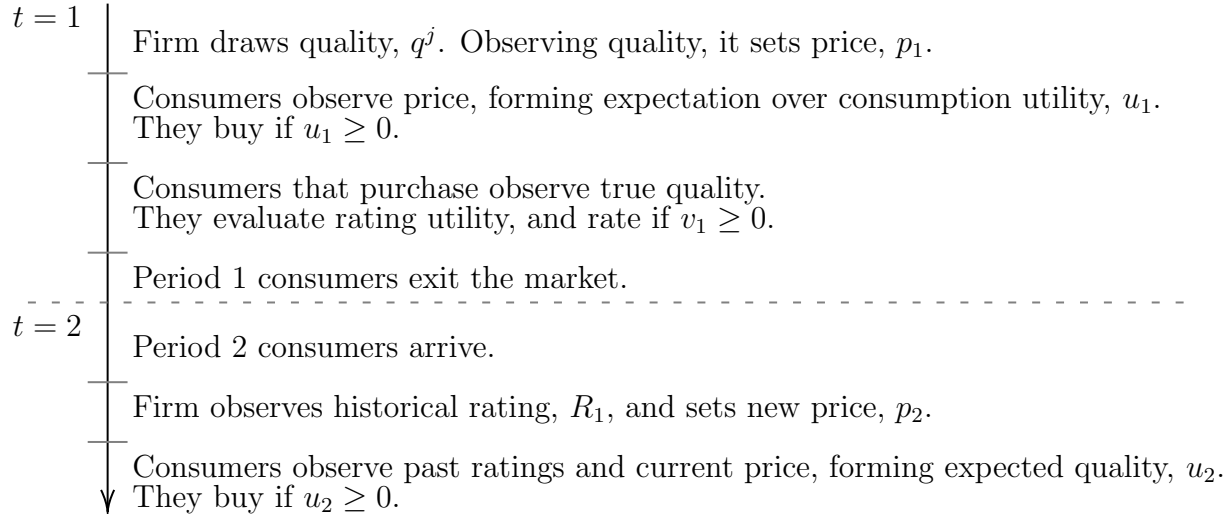 t = 1
Firm draws quality, q^j. Observing quality, it sets price, p_1.
Consumers observe price, forming expectation over consumption utility, u_1.
They buy if u_1 ≥ 0.
Consumers that purchase observe true quality.
They evaluate rating utility, and rate if v_1 ≥ 0.
Period 1 consumers exit the market.
t = 2
Period 2 consumers arrive.
Firm observes historical rating, R_1, and sets new price, p_2.
Consumers observe past ratings and current price, forming expected quality, u_2.
They buy if u_2 ≥ 0.